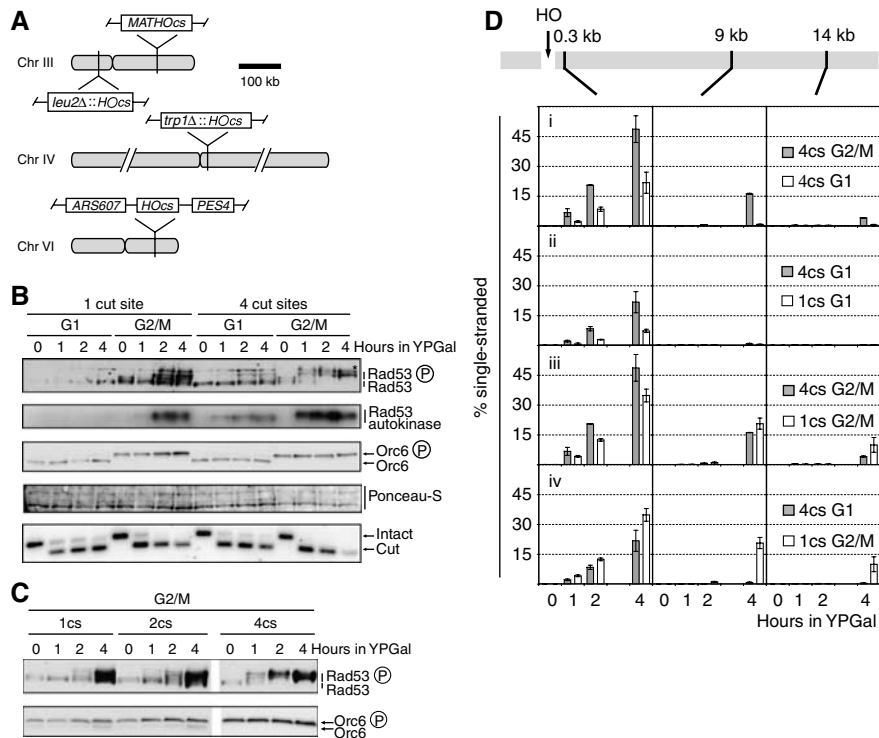 A
MATHOcs
Chr III
100 kb
leu2Δ::HOcs
trp1Δ::HOcs
Chr IV
ARS607 HOcs PES4
Chr VI
B
1 cut site 4 cut sites
G1 G2/M G1 G2/M
0 1 2 4 0 1 2 4 0 1 2 4 0 1 2 4 Hours in YPGal
Rad53 P
Rad53
Rad53
autokinase
Orc6 P
Orc6
Ponceau-S
Intact
Cut
C
G2/M
1cs 2cs 4cs
0 1 2 4 0 1 2 4 0 1 2 4 Hours in YPGal
Rad53 P
Rad53
Orc6 P
Orc6
D
HO
0.3 kb 9 kb 14 kb
% single-stranded
i
45
30
15
4cs G2/M
4cs G1
ii
45
30
15
4cs G1
1cs G1
iii
45
30
15
4cs G2/M
1cs G2/M
iv
45
30
15
4cs G1
1cs G2/M
0 1 2 4 0 1 2 4 0 1 2 4
Hours in YPGal